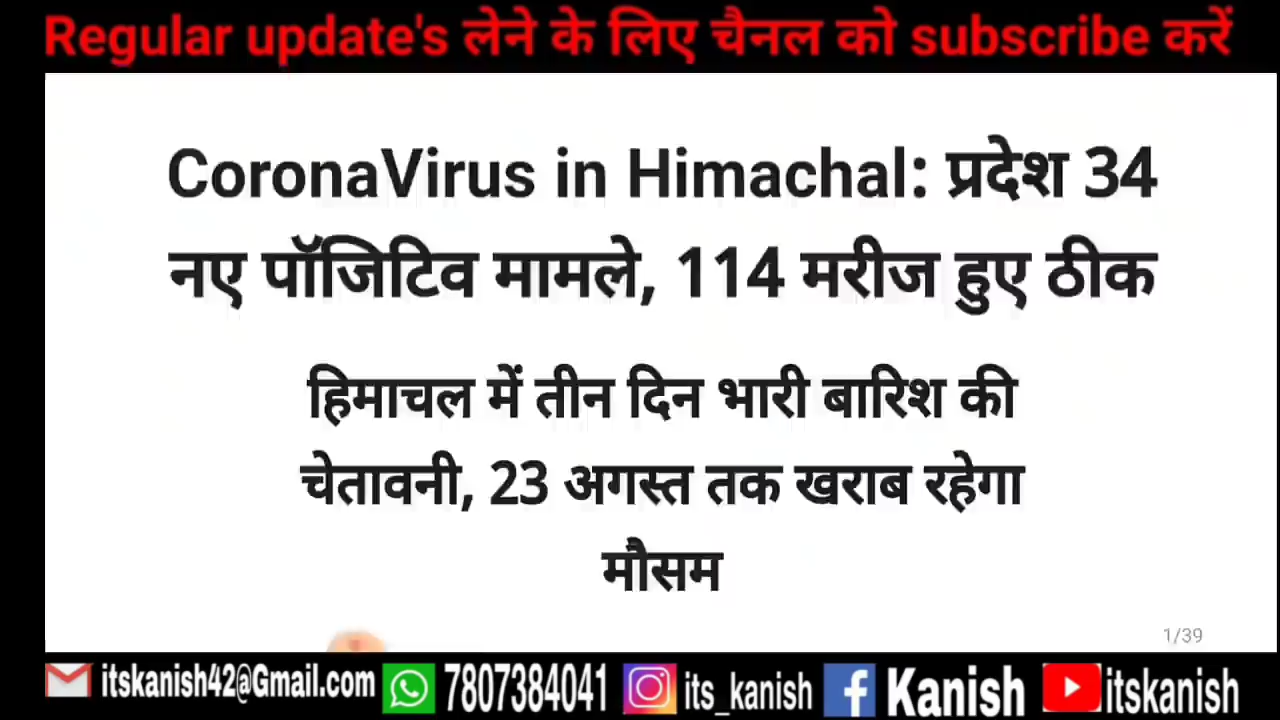 Regular update's लेने के लिए चैनल को subscribe करें
CoronaVirus in Himachal: प्रदेश 34
नए पॉजिटिव मामले, 114 मरीज हुए ठीक
हिमाचल में तीन दिन भारी बारिश की
चेतावनी, 23 अगस्त तक खराब रहेगा
मौसम
1/39
itskanish42@Gmail.com 7807384041 its_kanish Kanish itskanish